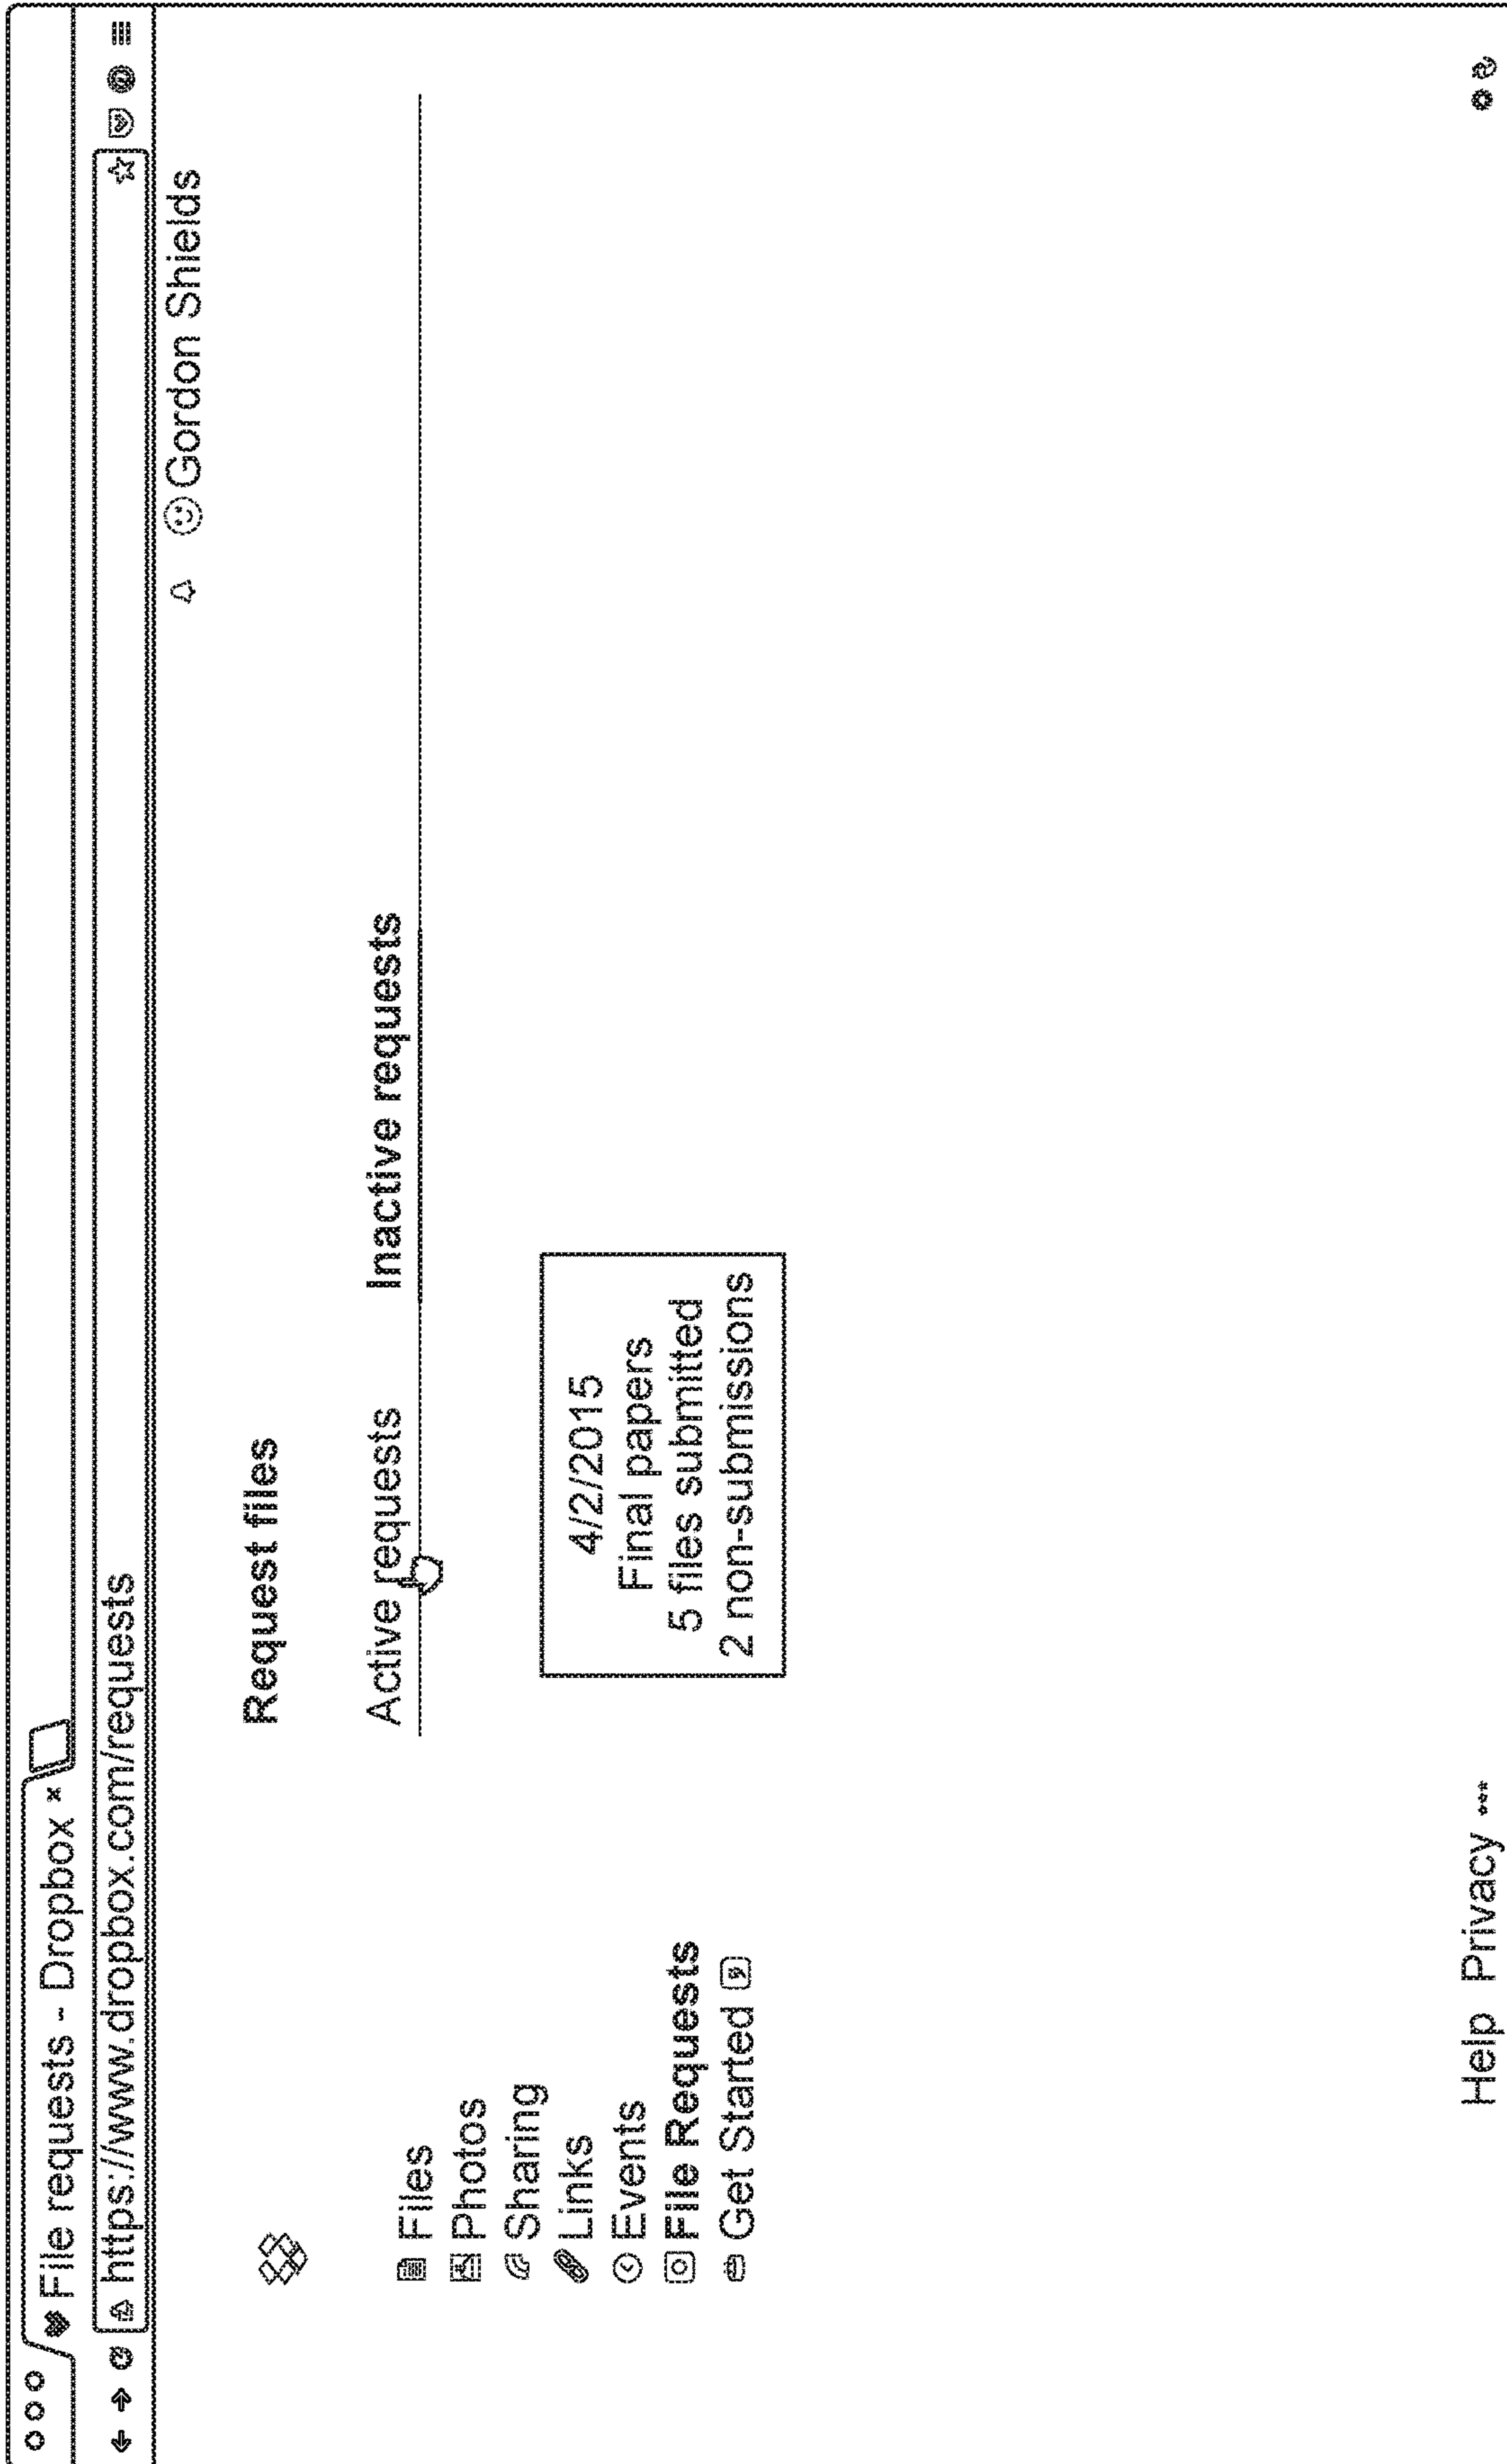 File requests - Dropbox ×
https://www.dropbox.com/requests
Gordon Shields
Request files
Active requests Inactive requests
Files
Photos
Sharing
Links
Events
File Requests
Get Started
4/2/2015
Final papers
5 files submitted
2 non-submissions
Help Privacy •••